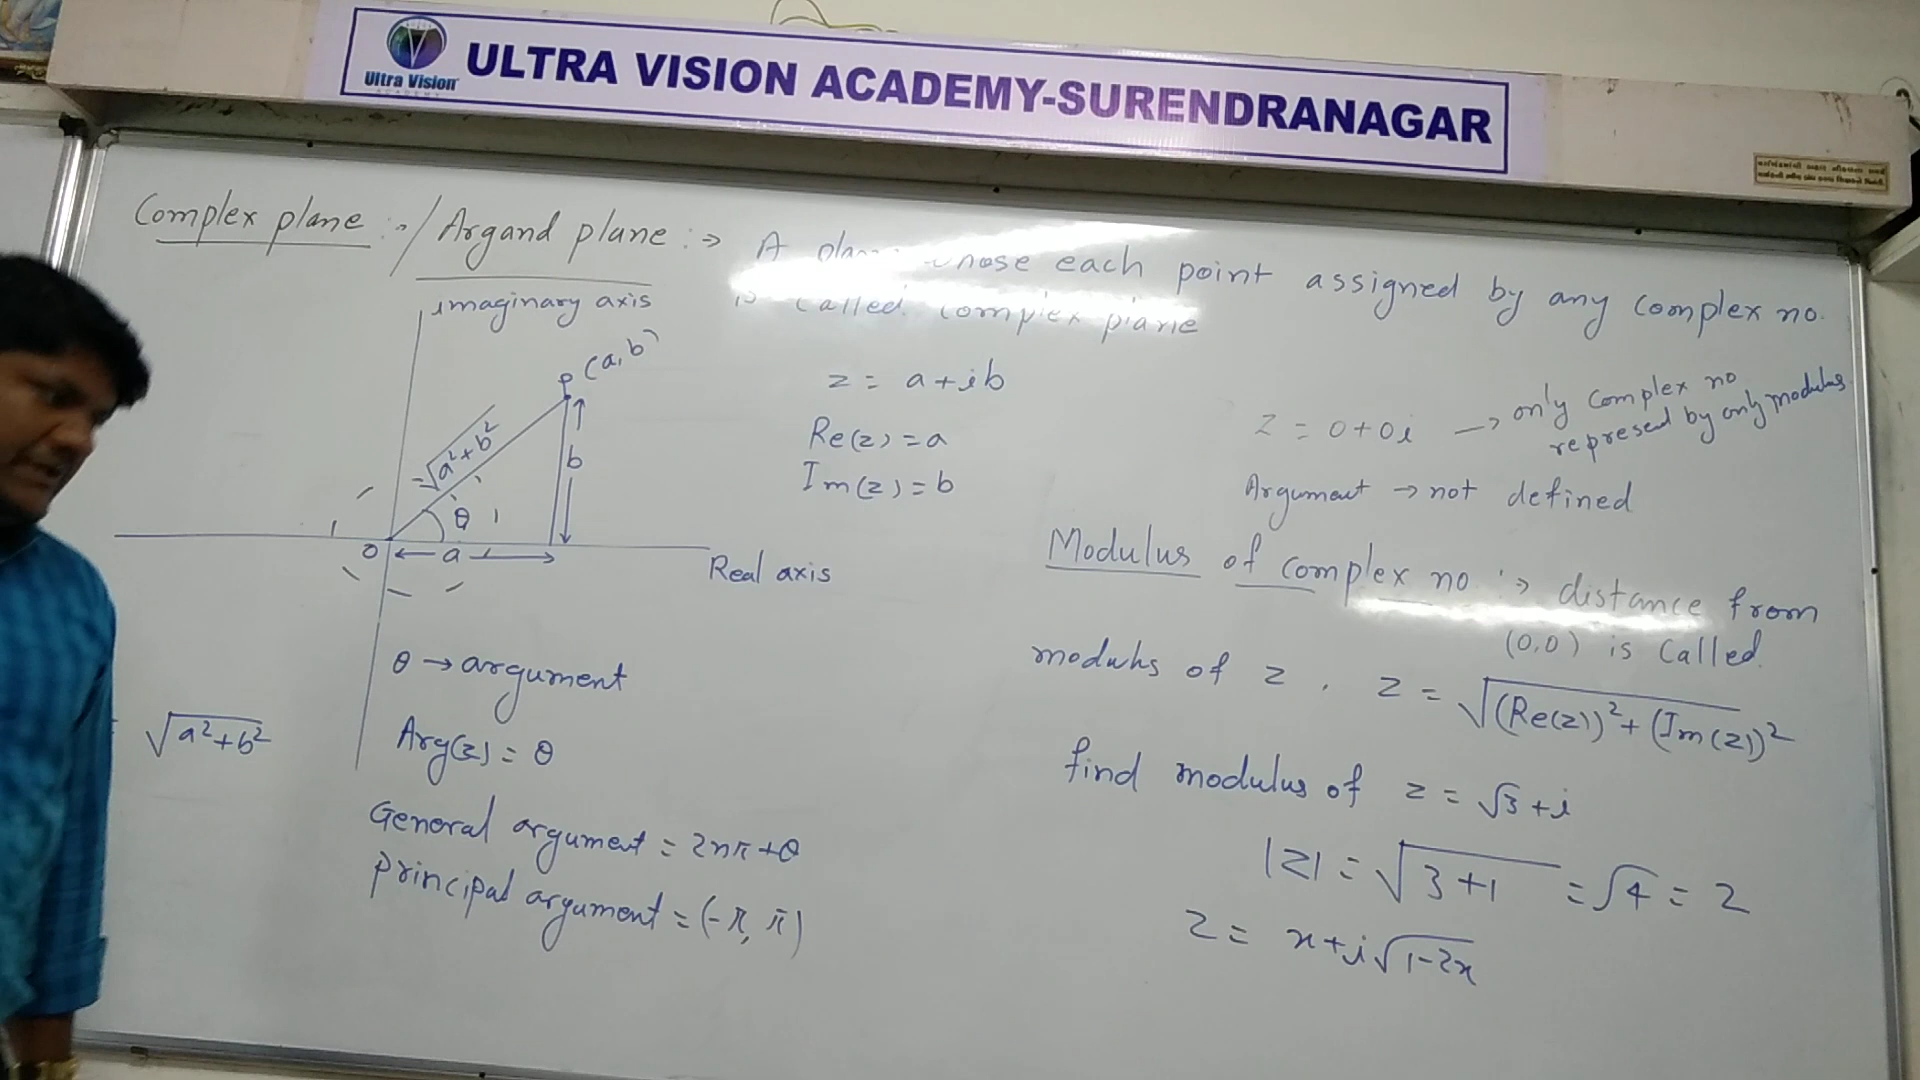 Ultra Vision
ACADEMY
ULTRA VISION ACADEMY-SURENDRANAGAR
Complex plane :- / Argand plane :→ A whose each point assigned by any complex no.
is called complex plane
imaginary axis
P (a,b)
√a²+b²
b
θ
O
a
Real axis
z = a+ib
Re(z) = a
Im(z) = b
θ → argument
Arg(z) = θ
√a²+b²
General argument = 2nπ+θ
principal argument = (-π, π)
z = 0+0i → only complex no
represed by only modulus
Argument → not defined
Modulus of complex no :→ distance from
(0,0) is called
moduhs of z , z = √(Re(z))²+(Im(z))²
find modulus of z = √3+i
|z| = √3+1 = √4 = 2
z = x+i√1-2x